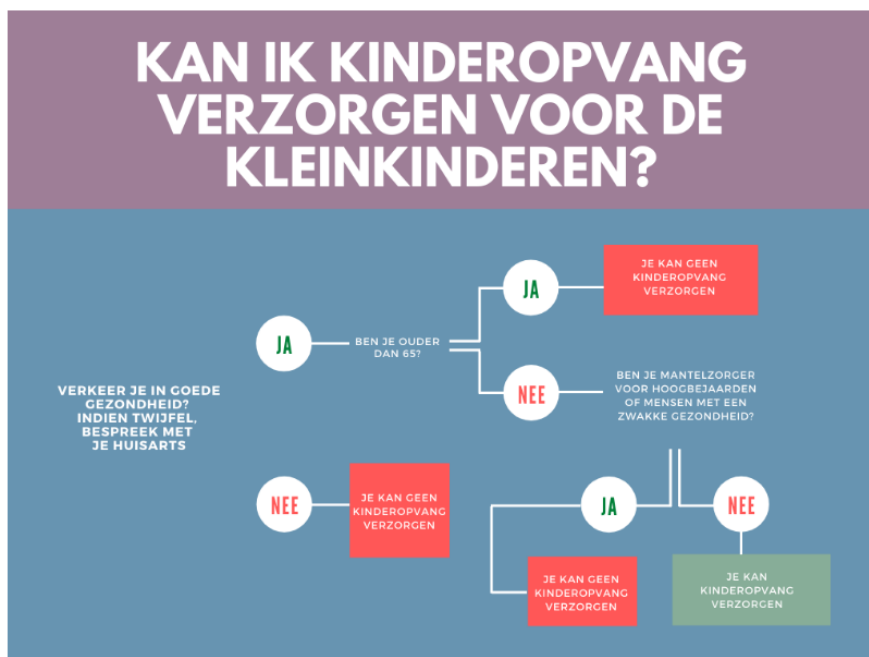 KAN IK KINDEROPVANG
VERZORGEN VOOR DE
KLEINKINDEREN?
VERKEER JE IN GOEDE
GEZONDHEID?
INDIEN TWIJFEL,
BESPREEK MET
JE HUISARTS
JA
BEN JE OUDER
DAN 65?
JA
JE KAN GEEN
KINDEROPVANG
VERZORGEN
NEE
BEN JE MANTELZORGER
VOOR HOOGBEJAARDEN
OF MENSEN MET EEN
ZWAKKE GEZONDHEID?
JA
JE KAN GEEN
KINDEROPVANG
VERZORGEN
NEE
JE KAN
KINDEROPVANG
VERZORGEN
NEE
JE KAN GEEN
KINDEROPVANG
VERZORGEN